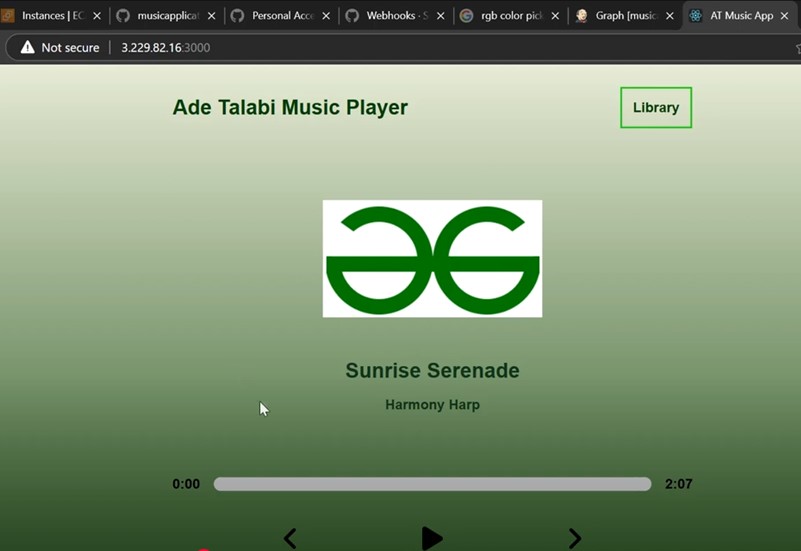 Instances | EC
musicapplicat
Personal Acce
Webhooks · S
rgb color pick
Graph [music
AT Music App
Not secure | 3.229.82.16:3000
Ade Talabi Music Player
Library
Sunrise Serenade
Harmony Harp
0:00
2:07